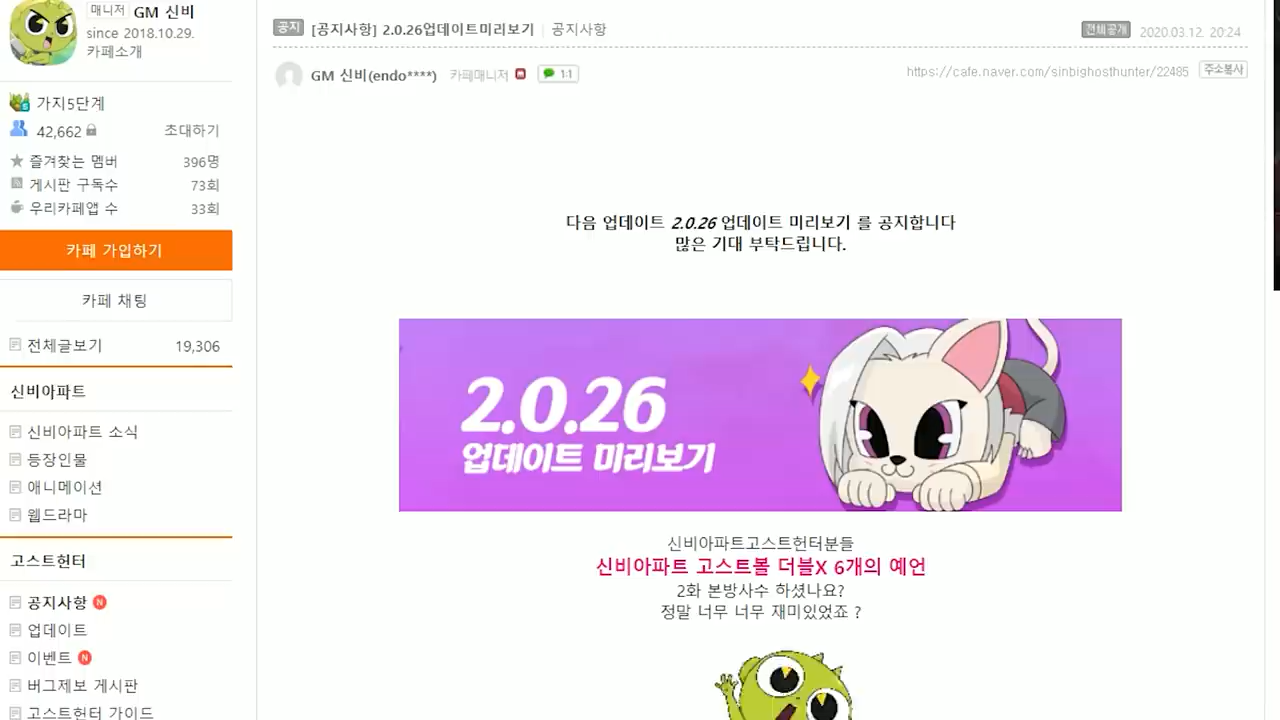 매니저 GM 신비
since 2018.10.29.
카페소개
가지5단계
42,662
초대하기
즐겨찾는 멤버 396명
게시판 구독수 73회
우리카페앱 수 33회
카페 가입하기
카페 채팅
전체글보기 19,306
신비아파트
신비아파트 소식
등장인물
애니메이션
웹드라마
고스트헌터
공지사항 N
업데이트
이벤트 N
버그제보 게시판
고스트헌터 가이드
공지 [공지사항] 2.0.26업데이트미리보기 | 공지사항
전체공개 2020.03.12. 20:24
GM 신비(endo****) 카페매니저 M 1:1
https://cafe.naver.com/sinbighosthunter/22485 주소복사
다음 업데이트 2.0.26 업데이트 미리보기 를 공지합니다
많은 기대 부탁드립니다.
2.0.26
업데이트 미리보기
신비아파트고스트헌터분들
신비아파트 고스트볼 더블X 6개의 예언
2화 본방사수 하셨나요?
정말 너무 너무 재미있었죠 ?